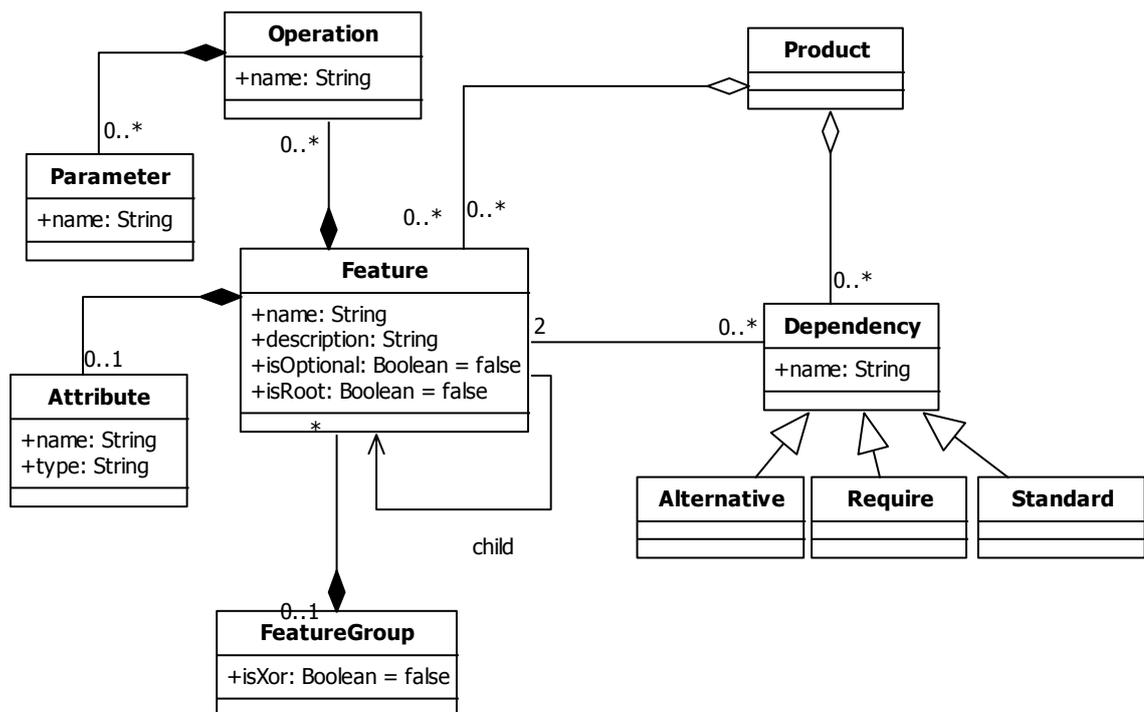 Operation
+name: String
Product
0..*
0..*
Parameter
+name: String
0..*
0..*
Feature
+name: String
+description: String
+isOptional: Boolean = false
+isRoot: Boolean = false
*
2
0..*
0..*
Dependency
+name: String
0..1
Attribute
+name: String
+type: String
Alternative
Require
Standard
child
0..1
FeatureGroup
+isXor: Boolean = false